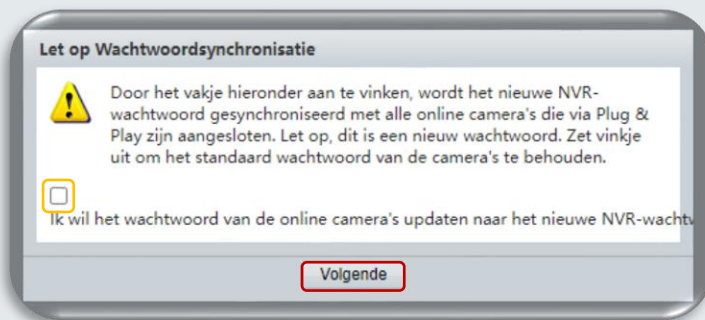 Let op Wachtwoordsynchronisatie
Door het vakje hieronder aan te vinken, wordt het nieuwe NVR-
wachtwoord gesynchroniseerd met alle online camera's die via Plug &
Play zijn aangesloten. Let op, dit is een nieuw wachtwoord. Zet vinkje
uit om het standaard wachtwoord van de camera's te behouden.
Ik wil het wachtwoord van de online camera's updaten naar het nieuwe NVR-wachtw
Volgende